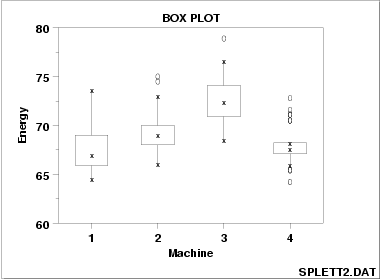 BOX PLOT
80
75
70
65
60
Energy
1 2 3 4
Machine
SPLETT2.DAT